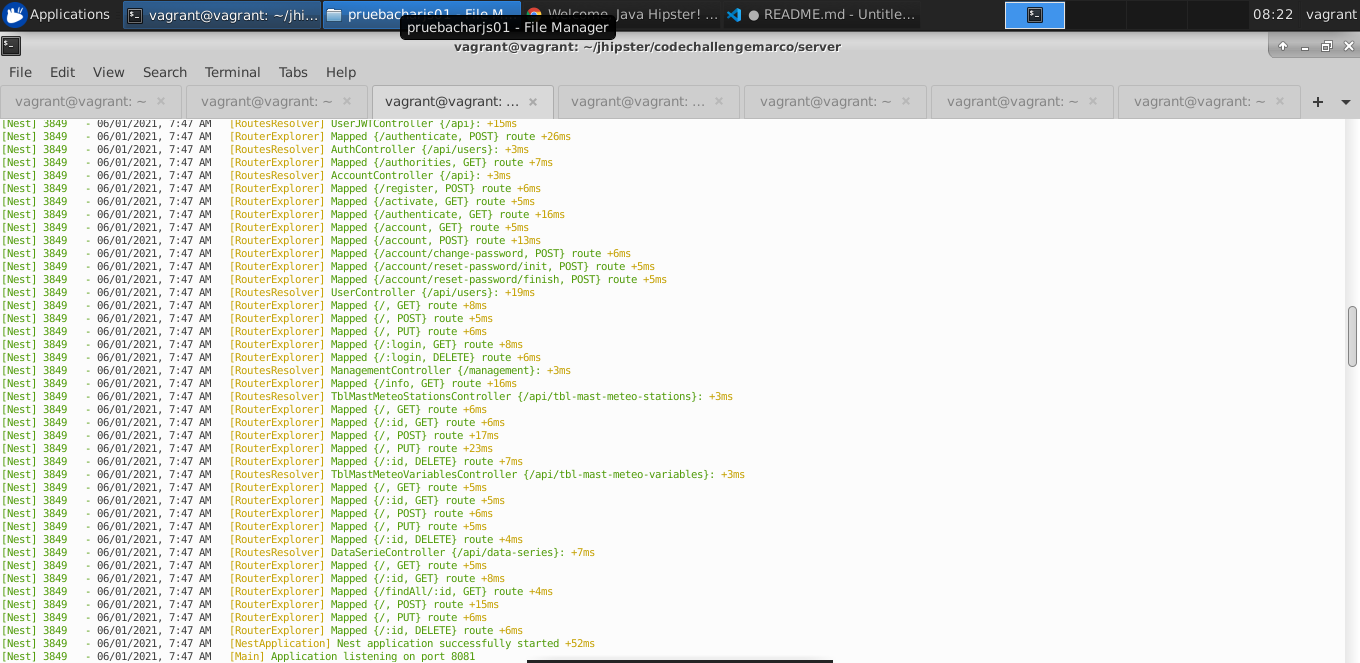 Applications vagrant@vagrant: ~/jhi... pruebacharjs01 - File M... Welcome, Java Hipster! ... README.md - Untitle... 08:22 vagrant
pruebacharjs01 - File Manager
vagrant@vagrant: ~/jhipster/codechallengemarco/server
File Edit View Search Terminal Tabs Help
vagrant@vagrant: ~ × vagrant@vagrant: ~ × vagrant@vagrant: ... × vagrant@vagrant: ... × vagrant@vagrant: ~ × vagrant@vagrant: ~ × vagrant@vagrant: ~ × +
[Nest] 3849 - 06/01/2021, 7:47 AM [RoutesResolver] UserJWTController {/api}: +15ms
[Nest] 3849 - 06/01/2021, 7:47 AM [RouterExplorer] Mapped {/authenticate, POST} route +26ms
[Nest] 3849 - 06/01/2021, 7:47 AM [RoutesResolver] AuthController {/api/users}: +3ms
[Nest] 3849 - 06/01/2021, 7:47 AM [RouterExplorer] Mapped {/authorities, GET} route +7ms
[Nest] 3849 - 06/01/2021, 7:47 AM [RoutesResolver] AccountController {/api}: +3ms
[Nest] 3849 - 06/01/2021, 7:47 AM [RouterExplorer] Mapped {/register, POST} route +6ms
[Nest] 3849 - 06/01/2021, 7:47 AM [RouterExplorer] Mapped {/activate, GET} route +5ms
[Nest] 3849 - 06/01/2021, 7:47 AM [RouterExplorer] Mapped {/authenticate, GET} route +16ms
[Nest] 3849 - 06/01/2021, 7:47 AM [RouterExplorer] Mapped {/account, GET} route +5ms
[Nest] 3849 - 06/01/2021, 7:47 AM [RouterExplorer] Mapped {/account, POST} route +13ms
[Nest] 3849 - 06/01/2021, 7:47 AM [RouterExplorer] Mapped {/account/change-password, POST} route +6ms
[Nest] 3849 - 06/01/2021, 7:47 AM [RouterExplorer] Mapped {/account/reset-password/init, POST} route +5ms
[Nest] 3849 - 06/01/2021, 7:47 AM [RouterExplorer] Mapped {/account/reset-password/finish, POST} route +5ms
[Nest] 3849 - 06/01/2021, 7:47 AM [RoutesResolver] UserController {/api/users}: +19ms
[Nest] 3849 - 06/01/2021, 7:47 AM [RouterExplorer] Mapped {/, GET} route +8ms
[Nest] 3849 - 06/01/2021, 7:47 AM [RouterExplorer] Mapped {/, POST} route +5ms
[Nest] 3849 - 06/01/2021, 7:47 AM [RouterExplorer] Mapped {/, PUT} route +6ms
[Nest] 3849 - 06/01/2021, 7:47 AM [RouterExplorer] Mapped {/:login, GET} route +8ms
[Nest] 3849 - 06/01/2021, 7:47 AM [RouterExplorer] Mapped {/:login, DELETE} route +6ms
[Nest] 3849 - 06/01/2021, 7:47 AM [RoutesResolver] ManagementController {/management}: +3ms
[Nest] 3849 - 06/01/2021, 7:47 AM [RouterExplorer] Mapped {/info, GET} route +16ms
[Nest] 3849 - 06/01/2021, 7:47 AM [RoutesResolver] TblMastMeteoStationsController {/api/tbl-mast-meteo-stations}: +3ms
[Nest] 3849 - 06/01/2021, 7:47 AM [RouterExplorer] Mapped {/, GET} route +6ms
[Nest] 3849 - 06/01/2021, 7:47 AM [RouterExplorer] Mapped {/:id, GET} route +6ms
[Nest] 3849 - 06/01/2021, 7:47 AM [RouterExplorer] Mapped {/, POST} route +17ms
[Nest] 3849 - 06/01/2021, 7:47 AM [RouterExplorer] Mapped {/, PUT} route +23ms
[Nest] 3849 - 06/01/2021, 7:47 AM [RouterExplorer] Mapped {/:id, DELETE} route +7ms
[Nest] 3849 - 06/01/2021, 7:47 AM [RoutesResolver] TblMastMeteoVariablesController {/api/tbl-mast-meteo-variables}: +3ms
[Nest] 3849 - 06/01/2021, 7:47 AM [RouterExplorer] Mapped {/, GET} route +5ms
[Nest] 3849 - 06/01/2021, 7:47 AM [RouterExplorer] Mapped {/:id, GET} route +5ms
[Nest] 3849 - 06/01/2021, 7:47 AM [RouterExplorer] Mapped {/, POST} route +6ms
[Nest] 3849 - 06/01/2021, 7:47 AM [RouterExplorer] Mapped {/, PUT} route +5ms
[Nest] 3849 - 06/01/2021, 7:47 AM [RouterExplorer] Mapped {/:id, DELETE} route +4ms
[Nest] 3849 - 06/01/2021, 7:47 AM [RoutesResolver] DataSerieController {/api/data-series}: +7ms
[Nest] 3849 - 06/01/2021, 7:47 AM [RouterExplorer] Mapped {/, GET} route +5ms
[Nest] 3849 - 06/01/2021, 7:47 AM [RouterExplorer] Mapped {/:id, GET} route +8ms
[Nest] 3849 - 06/01/2021, 7:47 AM [RouterExplorer] Mapped {/findAll/:id, GET} route +4ms
[Nest] 3849 - 06/01/2021, 7:47 AM [RouterExplorer] Mapped {/, POST} route +15ms
[Nest] 3849 - 06/01/2021, 7:47 AM [RouterExplorer] Mapped {/, PUT} route +6ms
[Nest] 3849 - 06/01/2021, 7:47 AM [RouterExplorer] Mapped {/:id, DELETE} route +6ms
[Nest] 3849 - 06/01/2021, 7:47 AM [NestApplication] Nest application successfully started +52ms
[Nest] 3849 - 06/01/2021, 7:47 AM [Main] Application listening on port 8081